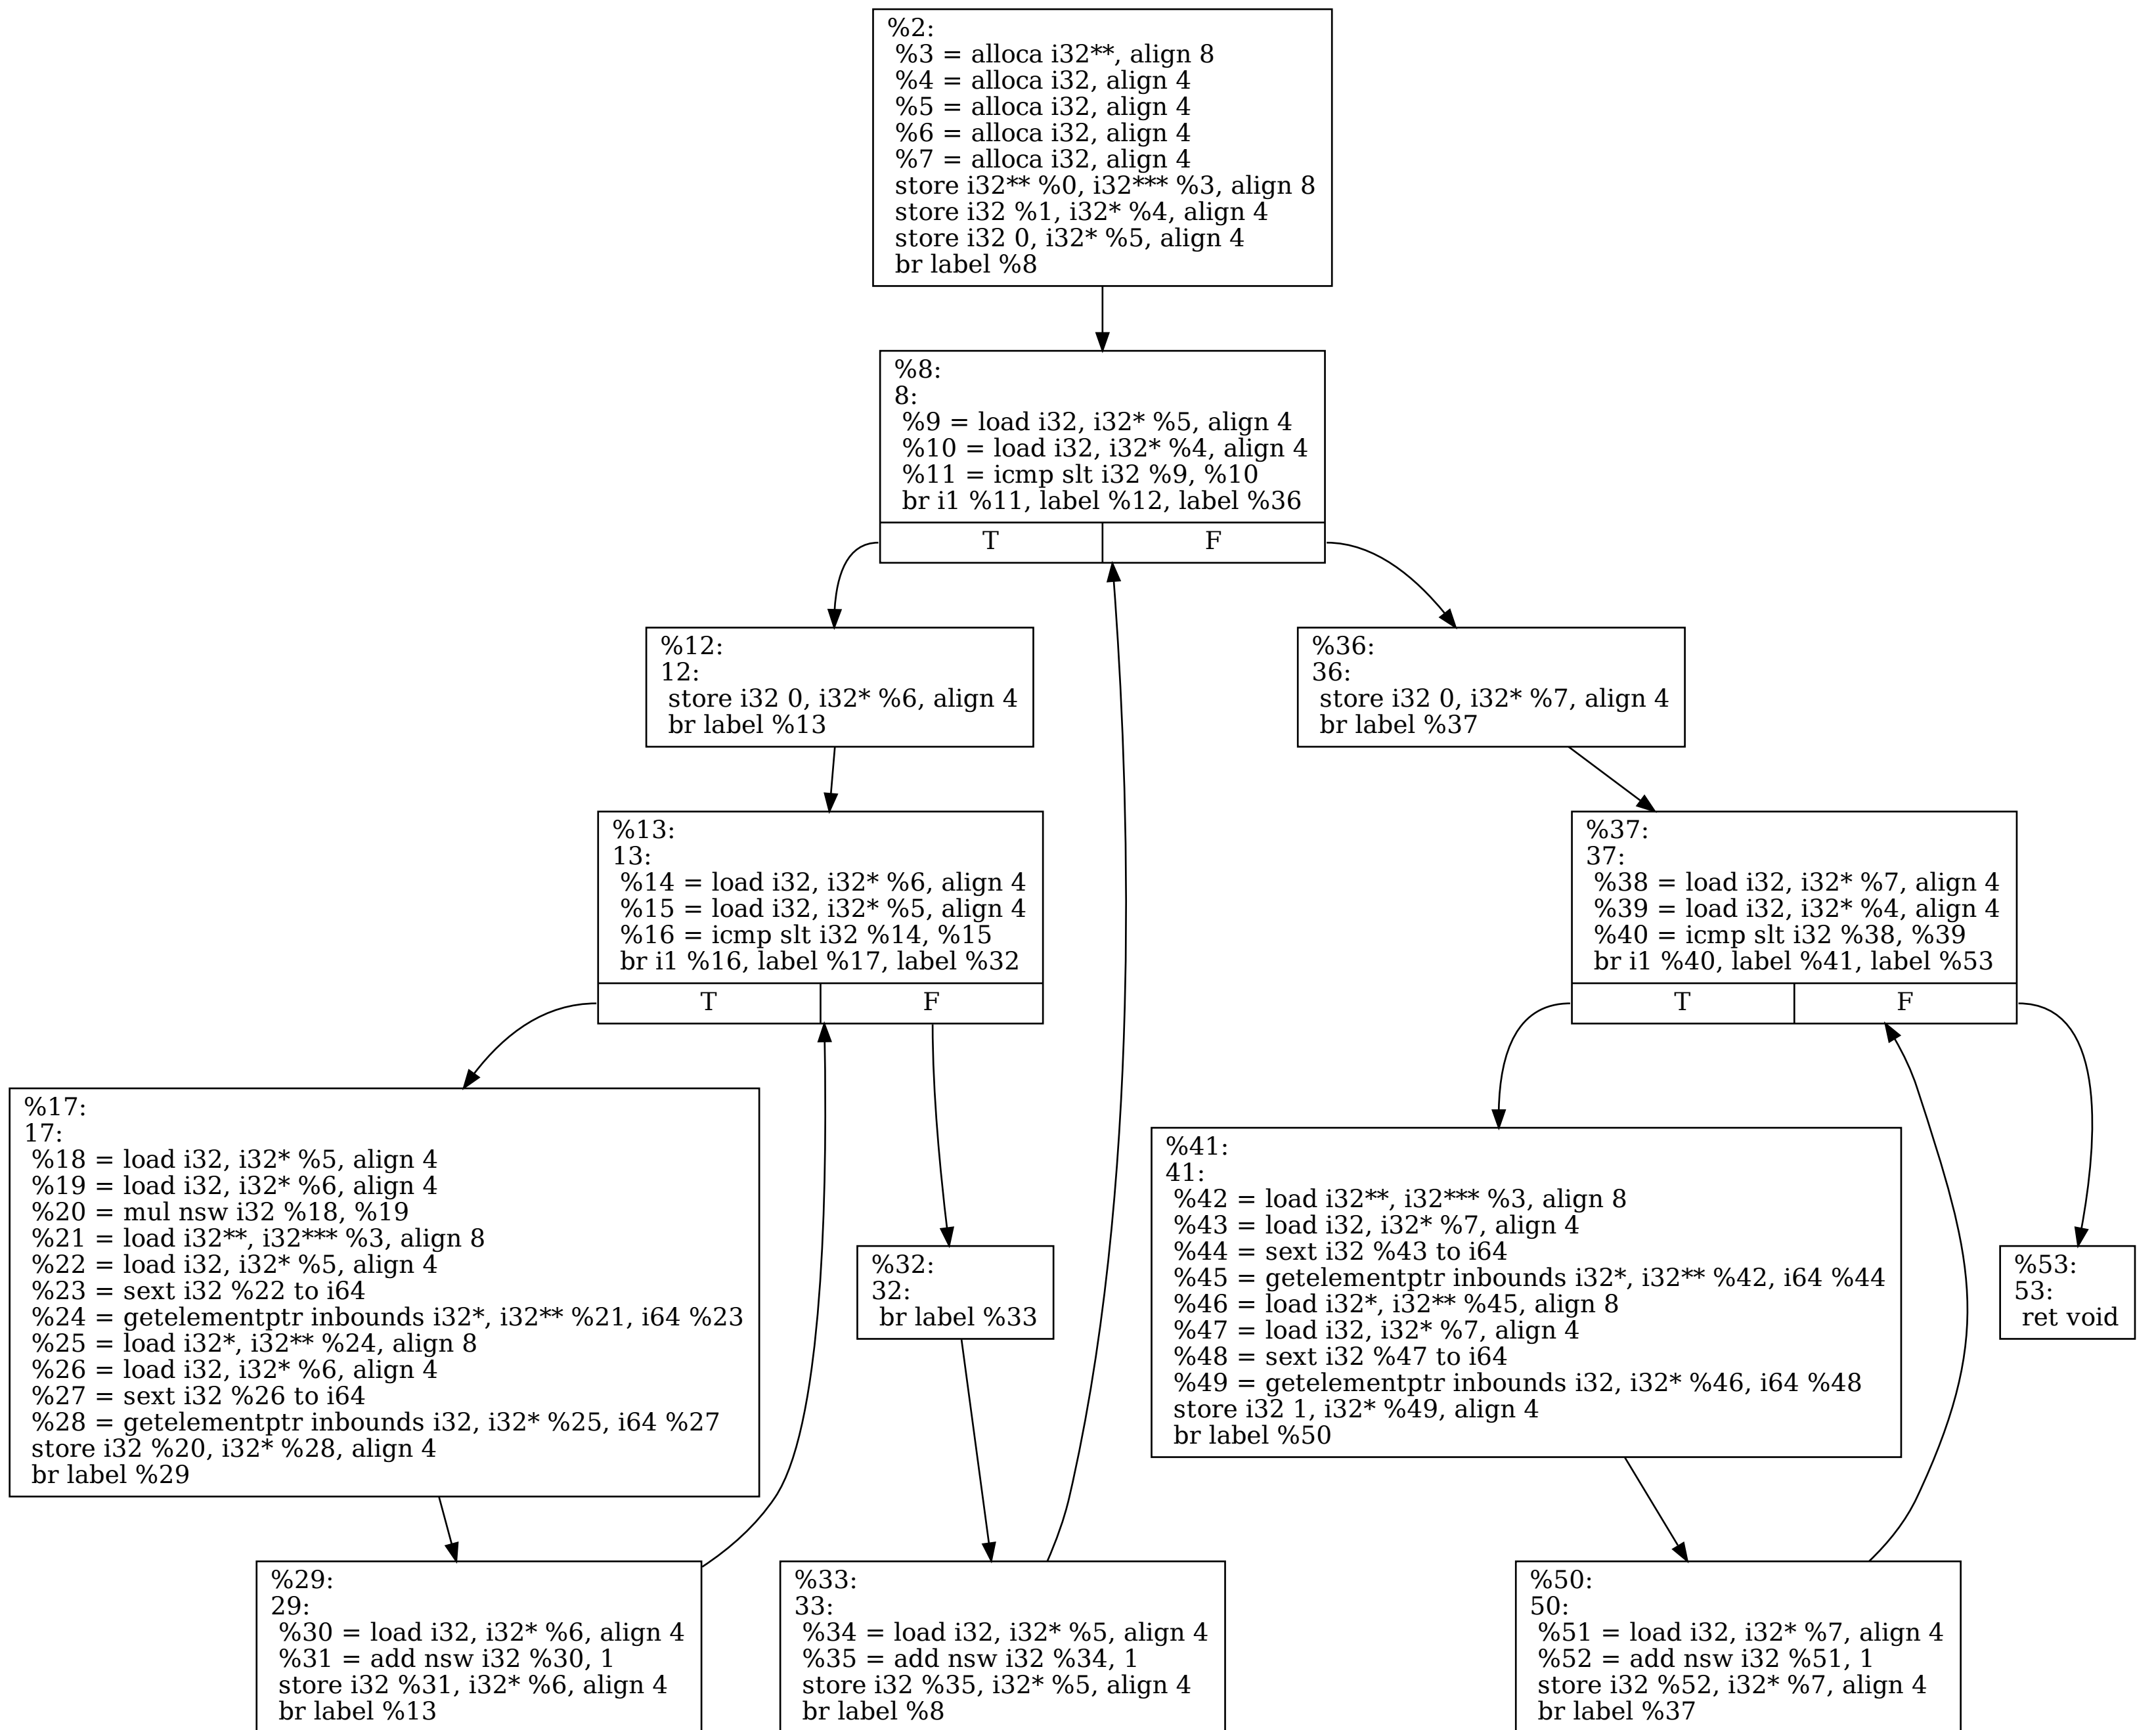 %2:
%3 = alloca i32**, align 8
%4 = alloca i32, align 4
%5 = alloca i32, align 4
%6 = alloca i32, align 4
%7 = alloca i32, align 4
store i32** %0, i32*** %3, align 8
store i32 %1, i32* %4, align 4
store i32 0, i32* %5, align 4
br label %8
%8:
8:
%9 = load i32, i32* %5, align 4
%10 = load i32, i32* %4, align 4
%11 = icmp slt i32 %9, %10
br i1 %11, label %12, label %36
T F
%12:
12:
store i32 0, i32* %6, align 4
br label %13
%36:
36:
store i32 0, i32* %7, align 4
br label %37
%13:
13:
%14 = load i32, i32* %6, align 4
%15 = load i32, i32* %5, align 4
%16 = icmp slt i32 %14, %15
br i1 %16, label %17, label %32
T F
%37:
37:
%38 = load i32, i32* %7, align 4
%39 = load i32, i32* %4, align 4
%40 = icmp slt i32 %38, %39
br i1 %40, label %41, label %53
T F
%17:
17:
%18 = load i32, i32* %5, align 4
%19 = load i32, i32* %6, align 4
%20 = mul nsw i32 %18, %19
%21 = load i32**, i32*** %3, align 8
%22 = load i32, i32* %5, align 4
%23 = sext i32 %22 to i64
%24 = getelementptr inbounds i32*, i32** %21, i64 %23
%25 = load i32*, i32** %24, align 8
%26 = load i32, i32* %6, align 4
%27 = sext i32 %26 to i64
%28 = getelementptr inbounds i32, i32* %25, i64 %27
store i32 %20, i32* %28, align 4
br label %29
%32:
32:
br label %33
%41:
41:
%42 = load i32**, i32*** %3, align 8
%43 = load i32, i32* %7, align 4
%44 = sext i32 %43 to i64
%45 = getelementptr inbounds i32*, i32** %42, i64 %44
%46 = load i32*, i32** %45, align 8
%47 = load i32, i32* %7, align 4
%48 = sext i32 %47 to i64
%49 = getelementptr inbounds i32, i32* %46, i64 %48
store i32 1, i32* %49, align 4
br label %50
%53:
53:
ret void
%29:
29:
%30 = load i32, i32* %6, align 4
%31 = add nsw i32 %30, 1
store i32 %31, i32* %6, align 4
br label %13
%33:
33:
%34 = load i32, i32* %5, align 4
%35 = add nsw i32 %34, 1
store i32 %35, i32* %5, align 4
br label %8
%50:
50:
%51 = load i32, i32* %7, align 4
%52 = add nsw i32 %51, 1
store i32 %52, i32* %7, align 4
br label %37